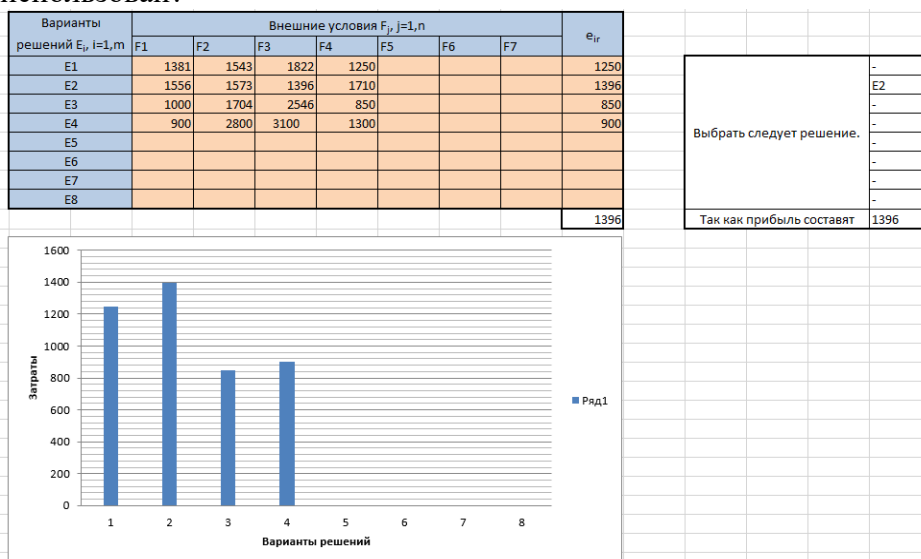 использован.
Варианты решений Eᵢ, i=1,m Внешние условия Fⱼ, j=1,n eᵢᵣ
F1 F2 F3 F4 F5 F6 F7
E1 1381 1543 1822 1250 1250
E2 1556 1573 1396 1710 1396
E3 1000 1704 2546 850 850
E4 900 2800 3100 1300 900
E5
E6
E7
E8
1396
Выбрать следует решение.
-
E2
-
-
-
-
-
-
Так как прибыль составят 1396
1600
1400
1200
1000
800
600
400
200
0
Затраты
1 2 3 4 5 6 7 8
Варианты решений
Ряд1